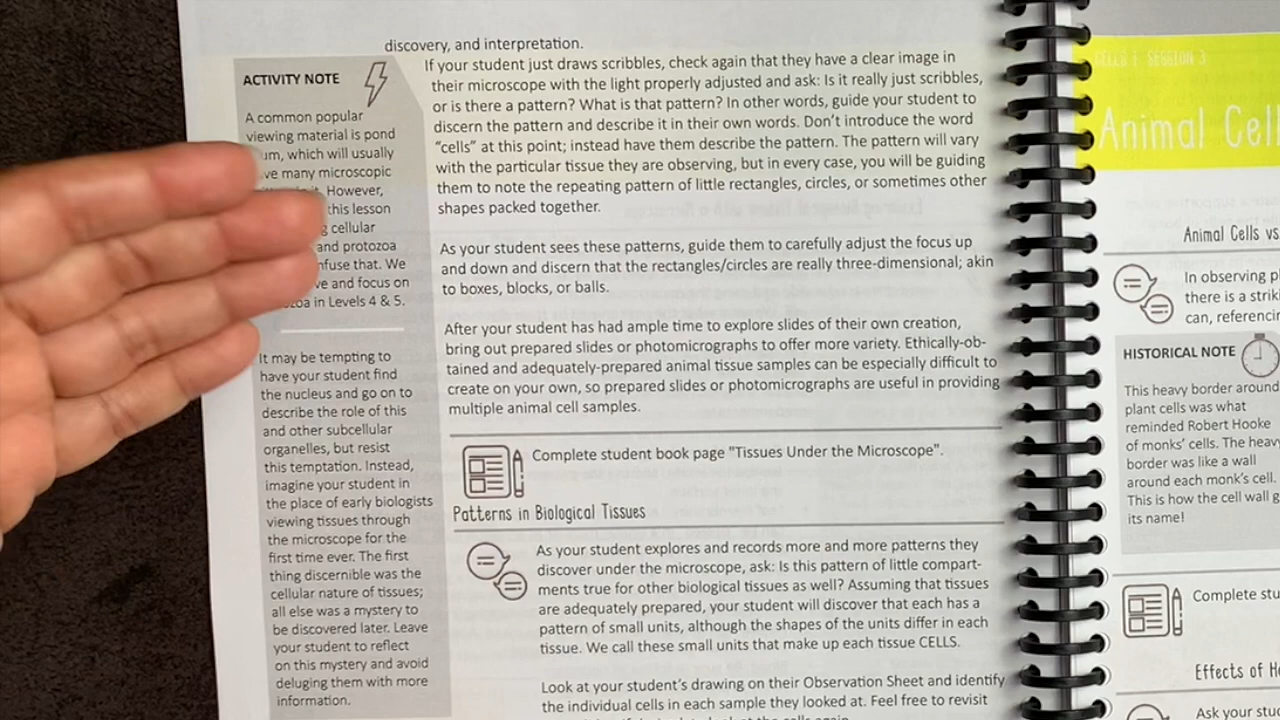 discovery, and interpretation.
If your student just draws scribbles, check again that they have a clear image in
their microscope with the light properly adjusted and ask: Is it really just scribbles,
or is there a pattern? What is that pattern? In other words, guide your student to
discern the pattern and describe it in their own words. Don't introduce the word
"cells" at this point; instead have them describe the pattern. The pattern will vary
with the particular tissue they are observing, but in every case, you will be guiding
them to note the repeating pattern of little rectangles, circles, or sometimes other
shapes packed together.
As your student sees these patterns, guide them to carefully adjust the focus up
and down and discern that the rectangles/circles are really three-dimensional; akin
to boxes, blocks, or balls.
After your student has had ample time to explore slides of their own creation,
bring out prepared slides or photomicrographs to offer more variety. Ethically-ob-
tained and adequately-prepared animal tissue samples can be especially difficult to
create on your own, so prepared slides or photomicrographs are useful in providing
multiple animal cell samples.
Complete student book page "Tissues Under the Microscope".
Patterns in Biological Tissues
As your student explores and records more and more patterns they
discover under the microscope, ask: Is this pattern of little compart-
ments true for other biological tissues as well? Assuming that tissues
are adequately prepared, your student will discover that each has a
pattern of small units, although the shapes of the units differ in each
tissue. We call these small units that make up each tissue CELLS.
Look at your student's drawing on their Observation Sheet and identify
the individual cells in each sample they looked at. Feel free to revisit
ACTIVITY NOTE
A common popular
viewing material is pond
which will usually
many microscopic
However,
this lesson
cellular
and protozoa
that. We
and focus on
in Levels 4 & 5.
It may be tempting to
have your student find
the nucleus and go on to
describe the role of this
and other subcellular
organelles, but resist
this temptation. Instead,
imagine your student in
the place of early biologists
viewing tissues through
the microscope for the
first time ever. The first
thing discernible was the
cellular nature of tissues;
all else was a mystery to
be discovered later. Leave
your student to reflect
on this mystery and avoid
deluging them with more
information.
SESSION 3
Animal Cel
Animal Cells vs
In observing p
there is a strik
can, referencin
HISTORICAL NOTE
This heavy border around
plant cells was what
reminded Robert Hooke
of monks' cells. The heavy
border was like a wall
around each monk's cell.
This is how the cell wall g
its name!
Complete stu
Effects of H
Ask your stu